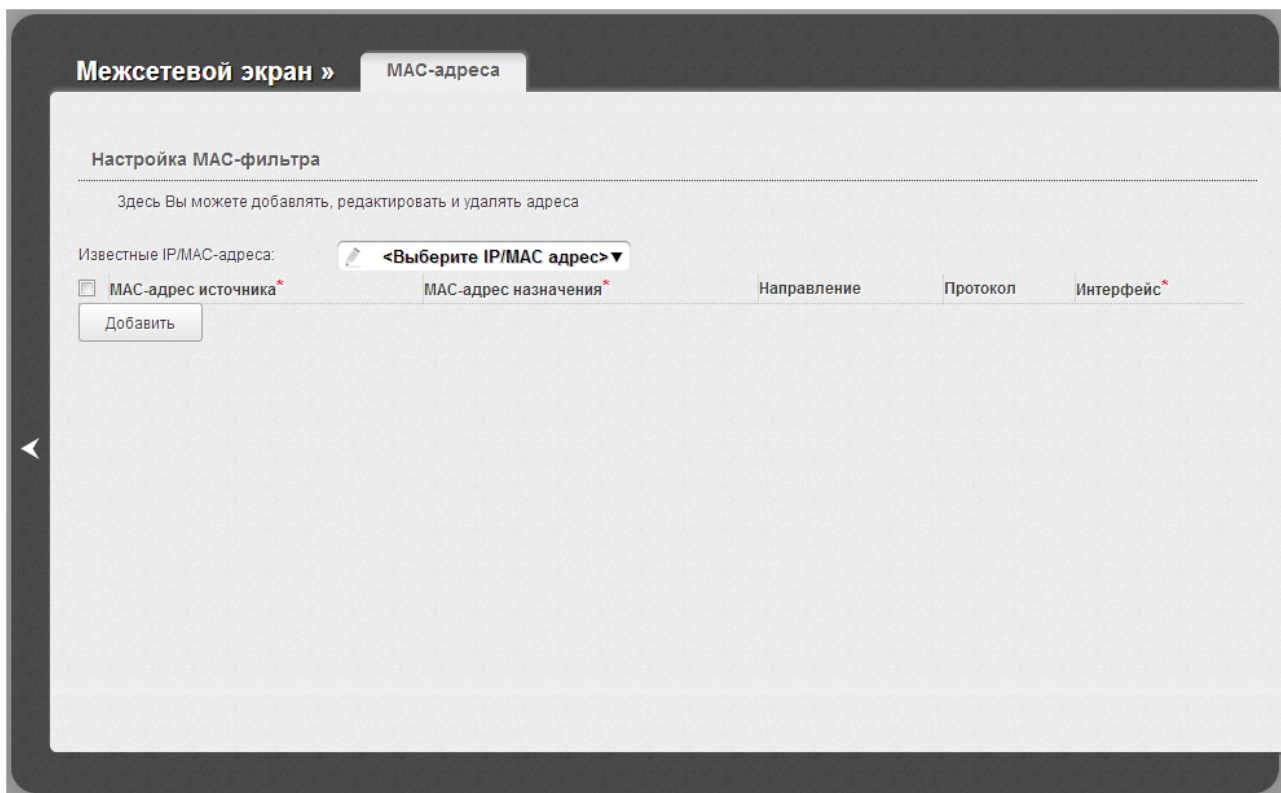 Межсетевой экран » MAC-адреса
Настройка MAC-фильтра
Здесь Вы можете добавлять, редактировать и удалять адреса
Известные IP/MAC-адреса: <Выберите IP/MAC адрес>▼
MAC-адрес источника* MAC-адрес назначения* Направление Протокол Интерфейс*
Добавить